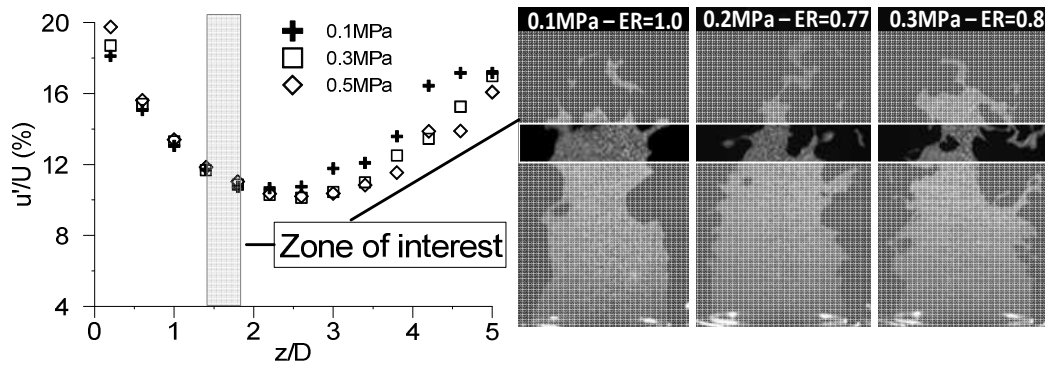 u'/U (%)
20
16
12
8
4
0
1
2
3
4
5
z/D
0.1MPa
0.3MPa
0.5MPa
Zone of interest
0.1MPa – ER=1.0
0.2MPa – ER=0.77
0.3MPa – ER=0.8